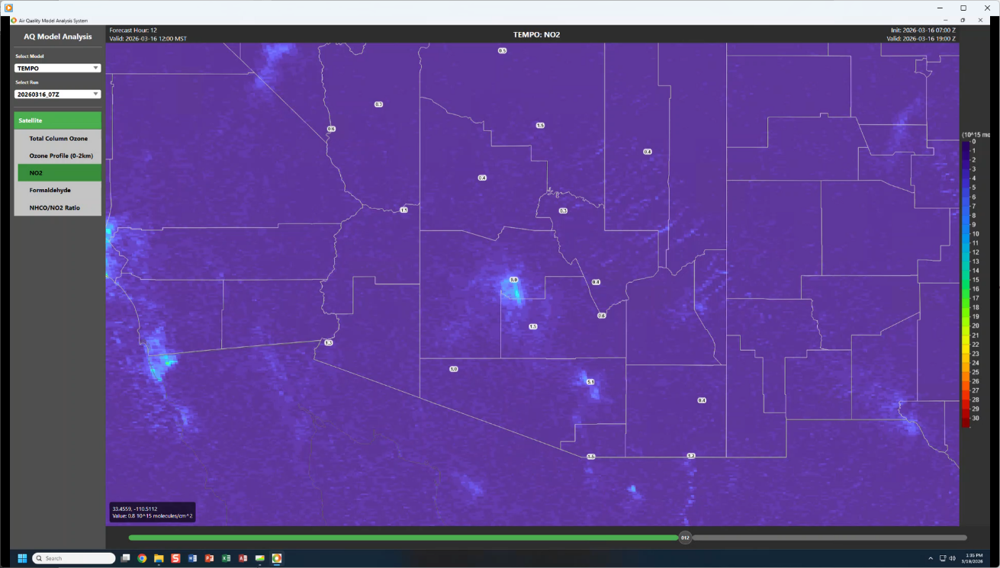 Air Quality Model Analysis System
AQ Model Analysis
Select Model
TEMPO
Select Run
20260316_07Z
Satellite
Total Column Ozone
Ozone Profile (0-2km)
NO2
Formaldehyde
NHCO/NO2 Ratio
Forecast Hour: 12
Valid: 2026-03-16 12:00 MST
TEMPO: NO2
Init: 2026-03-16 07:00 Z
Valid: 2026-03-16 19:00 Z
0.5
0.3
0.6
1.5
0.4
0.4
1.1
0.3
9.8
0.4
0.6
1.5
1.3
1.0
5.1
0.4
1.5
1.2
(10^15 mo
0
1
2
3
4
5
6
7
8
9
10
11
12
13
14
15
16
17
18
19
20
21
22
23
24
25
26
27
28
29
30
33.4559, -110.5112
Value: 0.8 10^15 molecules/cm^2
012
Search
1:35 PM
3/19/2026